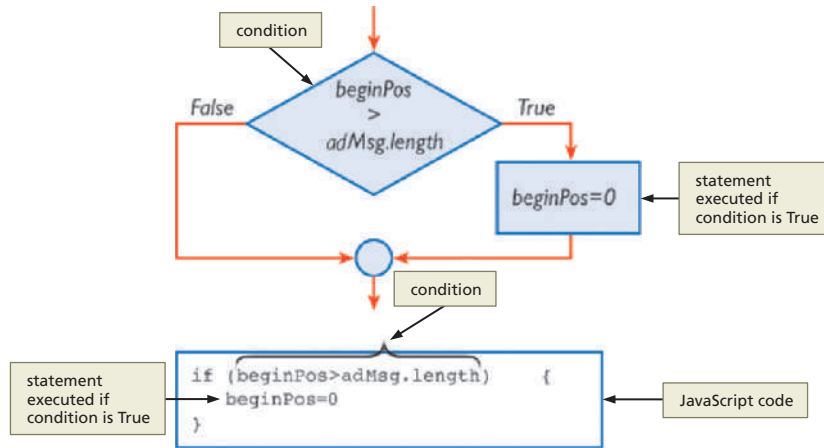 condition
False
beginPos
>
adMsg.length
True
beginPos=0
statement
executed if
condition is True
condition
statement
executed if
condition is True
if (beginPos>adMsg.length) {
beginPos=0
}
JavaScript code